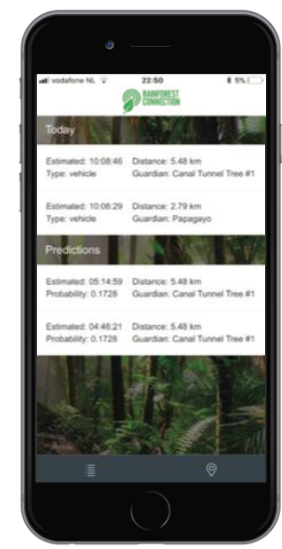 vodafone NL 22:50 5%
RAINFOREST
CONNECTION
Today
Estimated: 10:08:46 Distance: 5.48 km
Type: vehicle Guardian: Canal Tunnel Tree #1
Estimated: 10:08:29 Distance: 2.79 km
Type: vehicle Guardian: Papagayo
Predictions
Estimated: 05:14:59 Distance: 5.48 km
Probability: 0.1728 Guardian: Canal Tunnel Tree #1
Estimated: 04:46:21 Distance: 5.48 km
Probability: 0.1728 Guardian: Canal Tunnel Tree #1